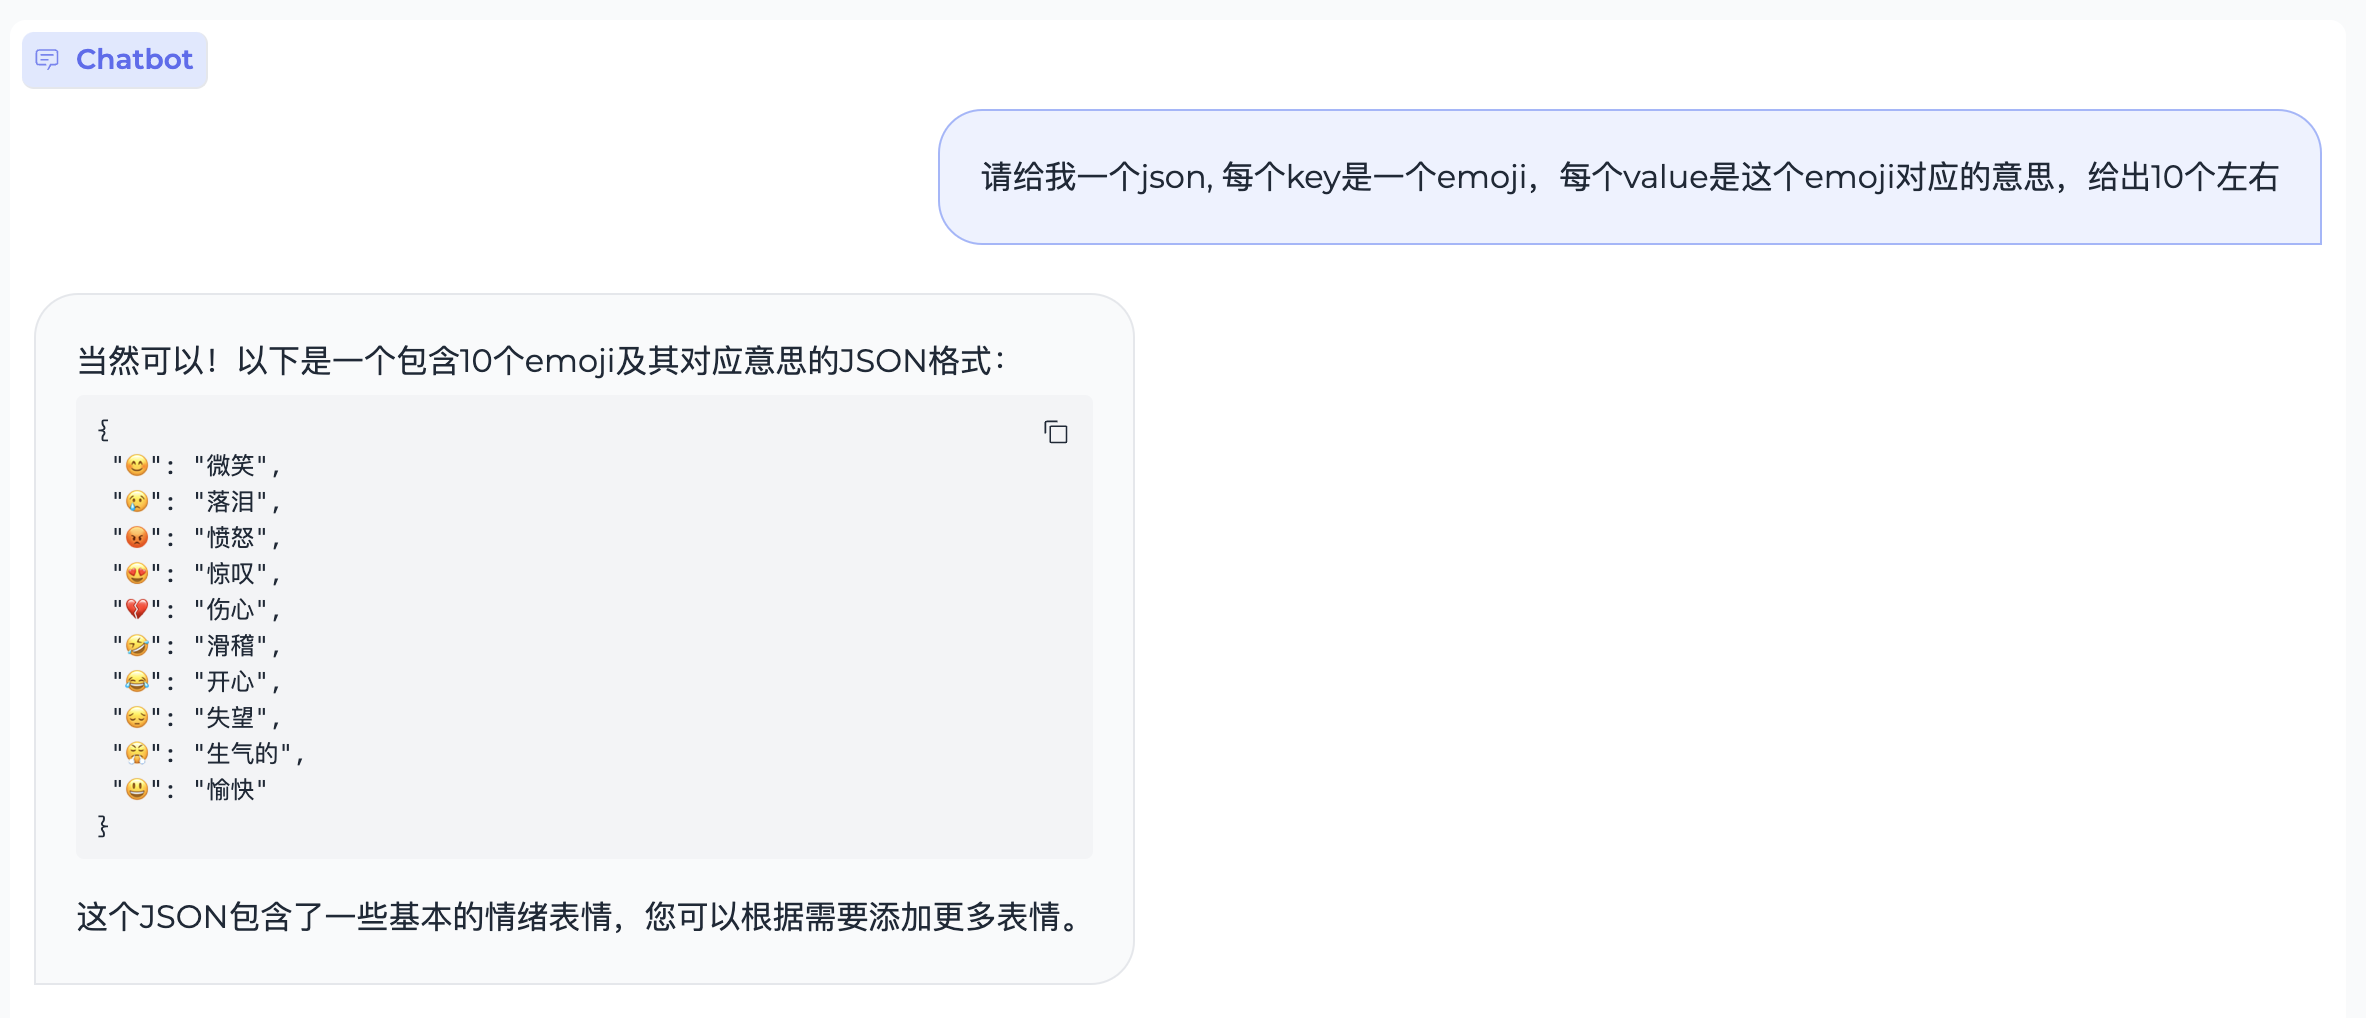 Chatbot
请给我一个json, 每个key是一个emoji，每个value是这个emoji对应的意思，给出10个左右
当然可以！以下是一个包含10个emoji及其对应意思的JSON格式：
{
"😊": "微笑",
"😢": "落泪",
"😡": "愤怒",
"😍": "惊叹",
"💔": "伤心",
"🤣": "滑稽",
"😂": "开心",
"😔": "失望",
"😤": "生气的",
"😃": "愉快"
}
这个JSON包含了一些基本的情绪表情，您可以根据需要添加更多表情。